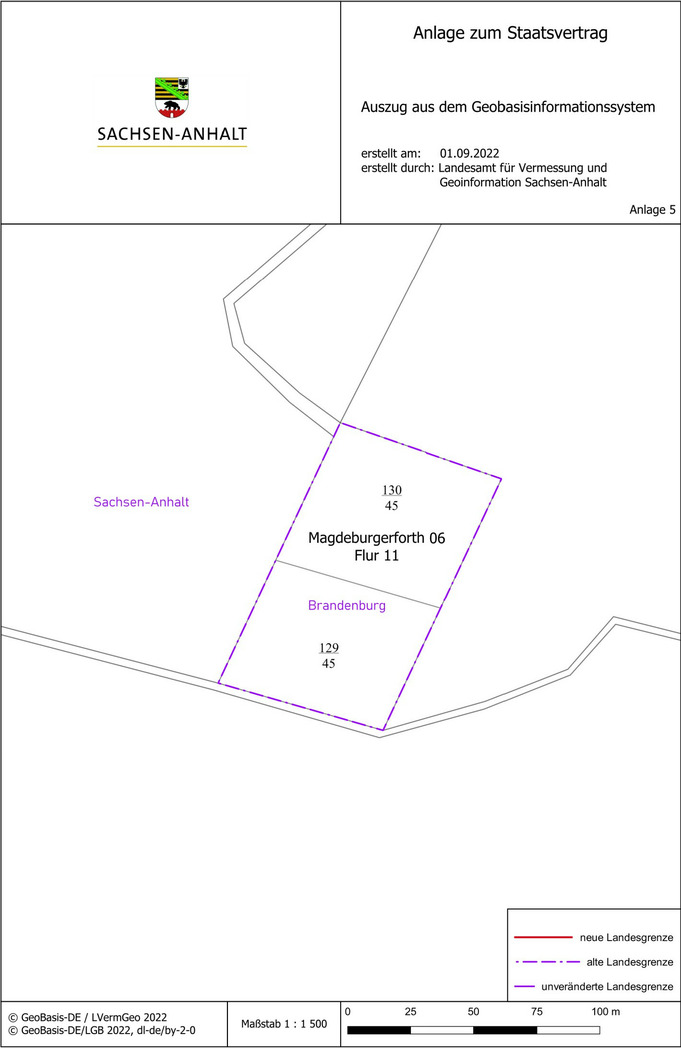 SACHSEN-ANHALT
Anlage zum Staatsvertrag
Auszug aus dem Geobasisinformationssystem
erstellt am: 01.09.2022
erstellt durch: Landesamt für Vermessung und
Geoinformation Sachsen-Anhalt
Anlage 5
130
45
Sachsen-Anhalt
Magdeburgerforth 06
Flur 11
Brandenburg
129
45
neue Landesgrenze
alte Landesgrenze
unveränderte Landesgrenze
© GeoBasis-DE / LVermGeo 2022
© GeoBasis-DE/LGB 2022, dl-de/by-2-0
Maßstab 1 : 1 500
0 25 50 75 100 m